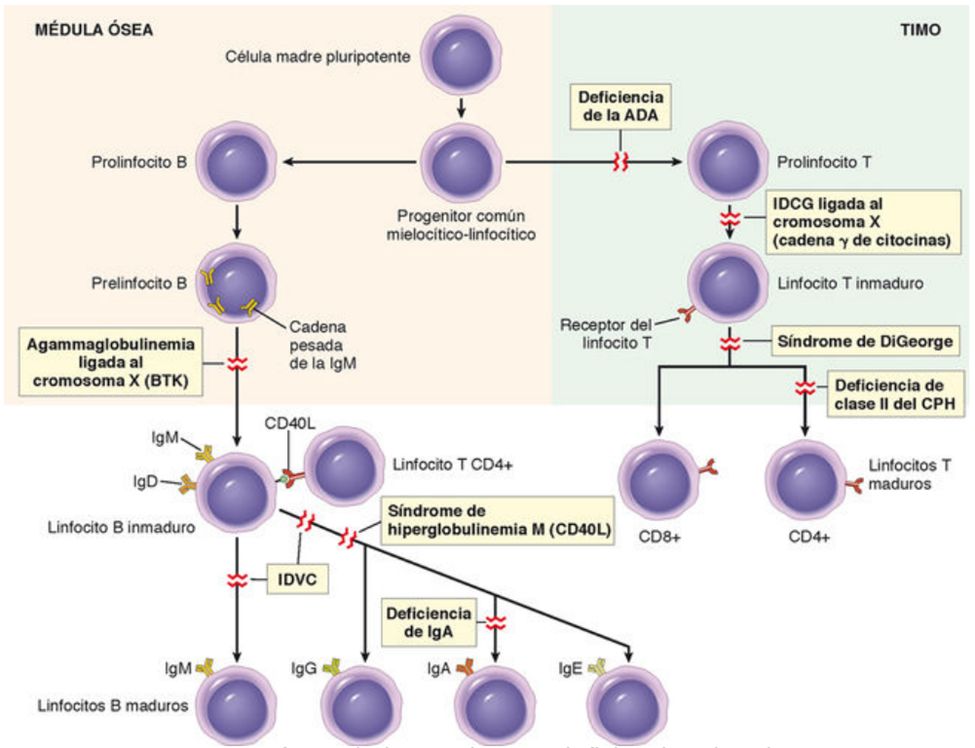 MÉDULA ÓSEA
TIMO
Célula madre pluripotente
Deficiencia
de la ADA
Prolinfocito B
Progenitor común
mielocítico-linfocítico
Prolinfocito T
IDCG ligada al
cromosoma X
(cadena γ de citocinas)
Prelinfocito B
Cadena
pesada
de la IgM
Linfocito T inmaduro
Receptor del
linfocito T
Agammaglobulinemia
ligada al
cromosoma X (BTK)
Síndrome de DiGeorge
Deficiencia de
clase II del CPH
IgM
IgD
CD40L
Linfocito T CD4+
Linfocito B inmaduro
Linfocitos T
maduros
CD8+
CD4+
Síndrome de
hiperglobulinemia M (CD40L)
IDVC
Deficiencia
de IgA
IgM
IgG
IgA
IgE
Linfocitos B maduros